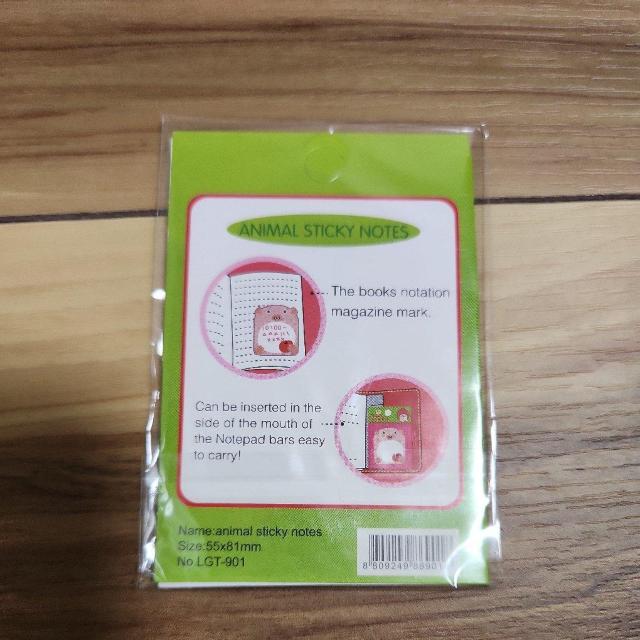 ANIMAL STICKY NOTES
The books notation
magazine mark.
Can be inserted in the
side of the mouth of
the Notepad bars easy
to carry!
Name:animal sticky notes
Size:55x81mm
No.LGT-901